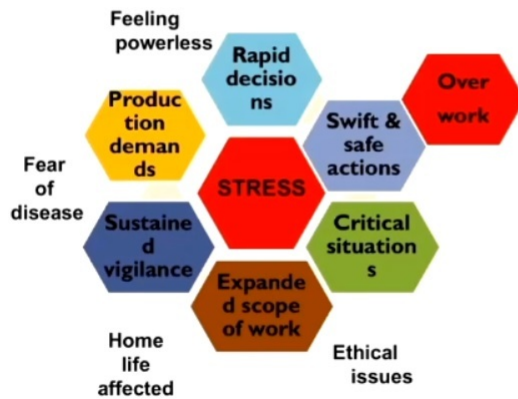 Feeling
powerless
Rapid
decisio
ns
Over
work
Produc
tion
deman
ds
Swift &
safe
actions
Fear
of
disease
STRESS
Sustaine
d
vigilance
Critical
situation
s
Expande
d scope
of work
Home
life
affected
Ethical
issues